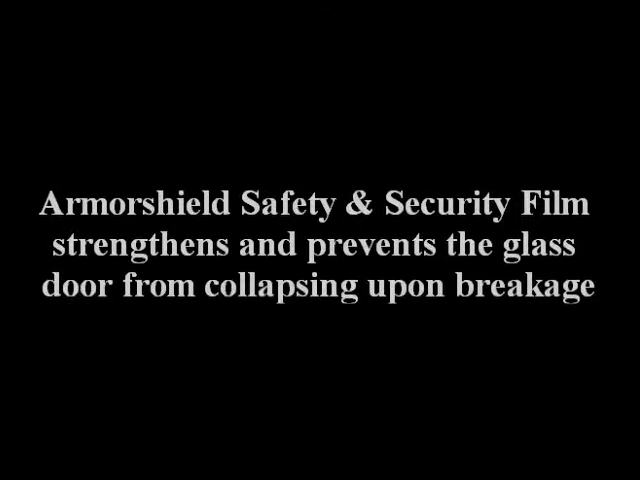 Armorshield Safety & Security Film
strengthens and prevents the glass
door from collapsing upon breakage